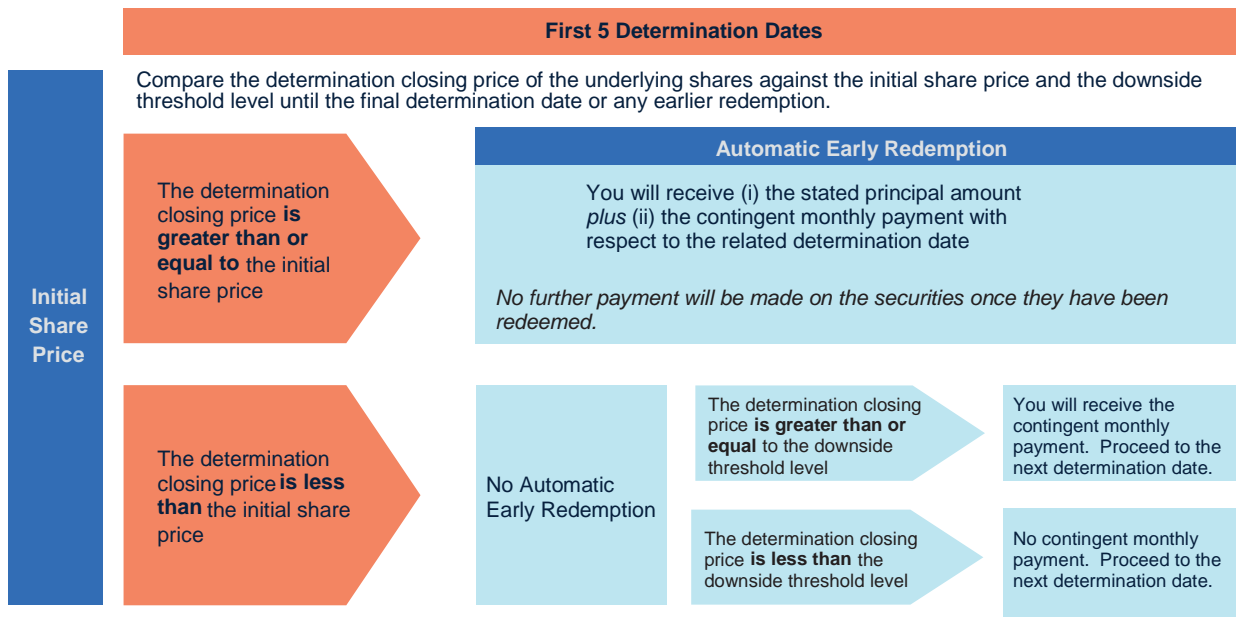 First 5 Determination Dates
Compare the determination closing price of the underlying shares against the initial share price and the downside
threshold level until the final determination date or any earlier redemption.
Initial
Share
Price
The determination
closing price is
greater than or
equal to the initial
share price
Automatic Early Redemption
You will receive (i) the stated principal amount
plus (ii) the contingent monthly payment with
respect to the related determination date
No further payment will be made on the securities once they have been
redeemed.
The determination
closing price is less
than the initial share
price
No Automatic
Early Redemption
The determination closing
price is greater than or
equal to the downside
threshold level
You will receive the
contingent monthly
payment. Proceed to the
next determination date.
The determination closing
price is less than the
downside threshold level
No contingent monthly
payment. Proceed to the
next determination date.